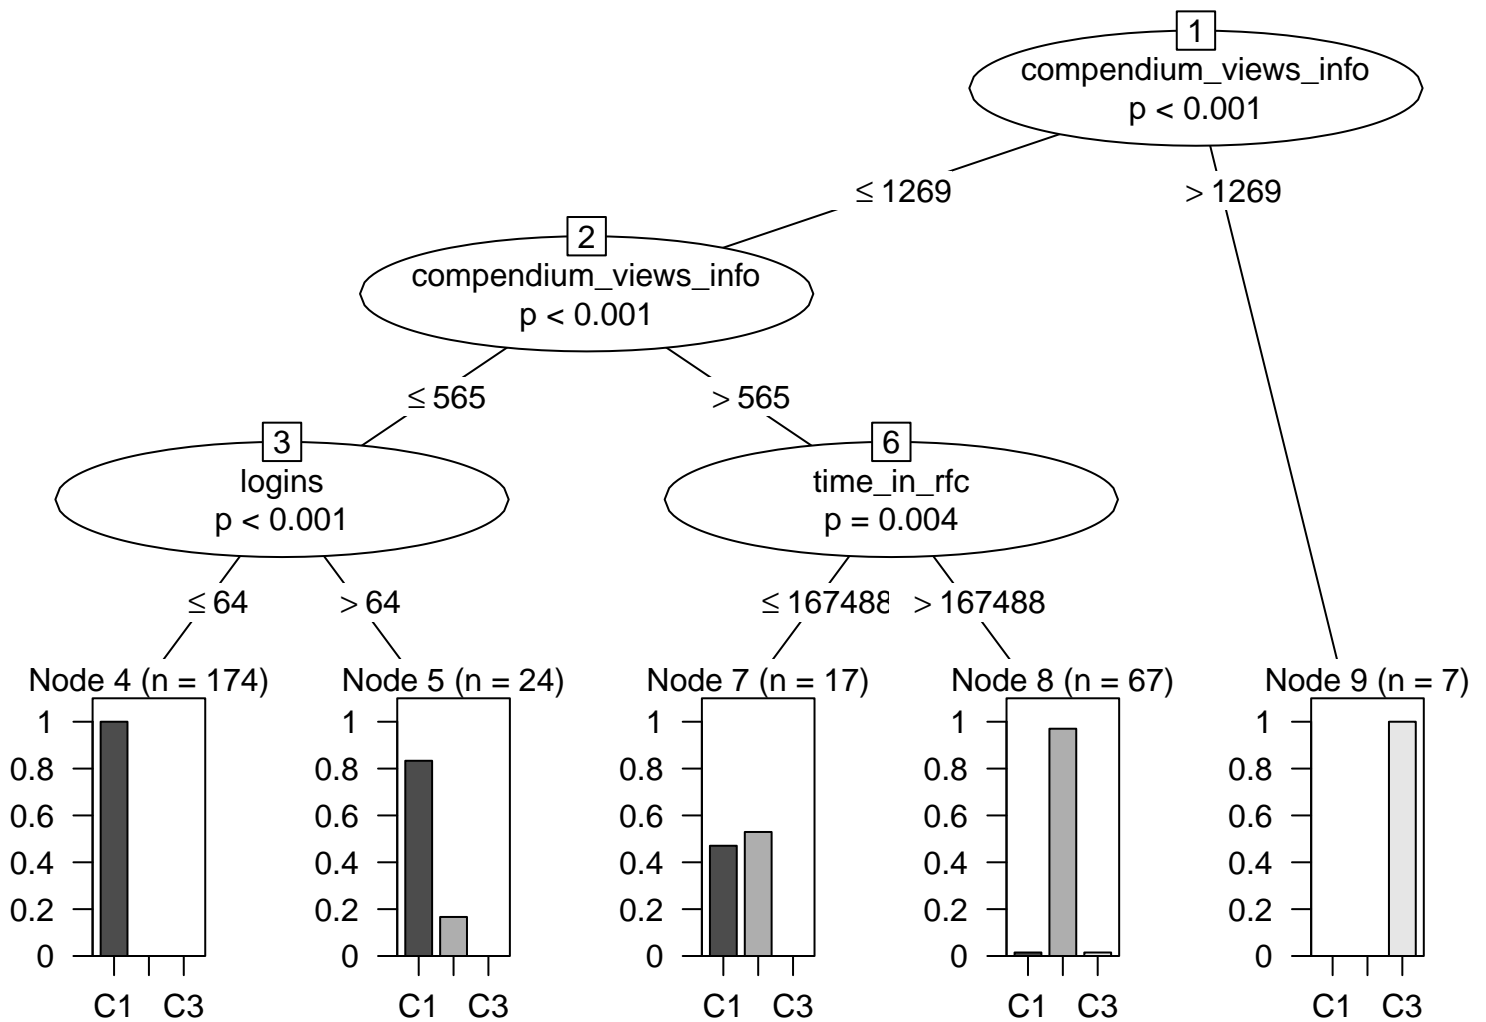 1
compendium_views_info
p < 0.001
≤ 1269
> 1269
2
compendium_views_info
p < 0.001
≤ 565
> 565
3
logins
p < 0.001
6
time_in_rfc
p = 0.004
≤ 64
> 64
≤ 167488
> 167488
Node 4 (n = 174)
1
0.8
0.6
0.4
0.2
0
C1 C3
Node 5 (n = 24)
1
0.8
0.6
0.4
0.2
0
C1 C3
Node 7 (n = 17)
1
0.8
0.6
0.4
0.2
0
C1 C3
Node 8 (n = 67)
1
0.8
0.6
0.4
0.2
0
C1 C3
Node 9 (n = 7)
1
0.8
0.6
0.4
0.2
0
C1 C3